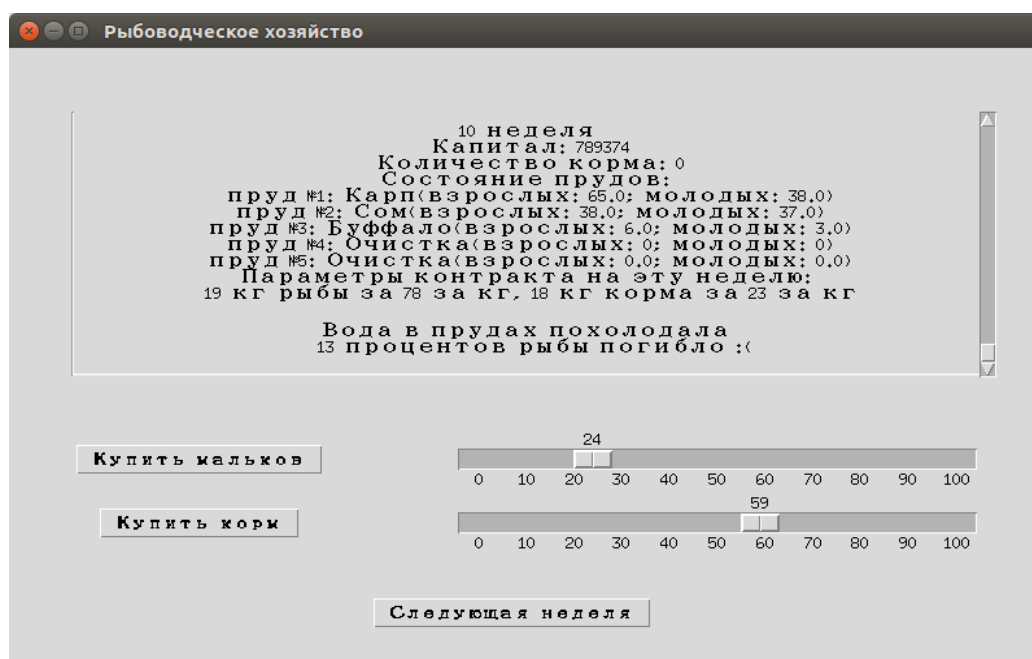 Рыбоводческое хозяйство
10 неделя
Капитал: 789374
Количество корма: 0
Состояние прудов:
пруд №1: Карп(взрослых: 65.0; молодых: 38.0)
пруд №2: Сом(взрослых: 38.0; молодых: 37.0)
пруд №3: Буффало(взрослых: 6.0; молодых: 3.0)
пруд №4: Очистка(взрослых: 0; молодых: 0)
пруд №5: Очистка(взрослых: 0.0; молодых: 0.0)
Параметры контракта на эту неделю:
19 кг рыбы за 78 за кг, 18 кг корма за 23 за кг
Вода в прудах похолодала
13 процентов рыбы погибло :(
24
Купить мальков
0 10 20 30 40 50 60 70 80 90 100
59
Купить корм
0 10 20 30 40 50 60 70 80 90 100
Следующая неделя